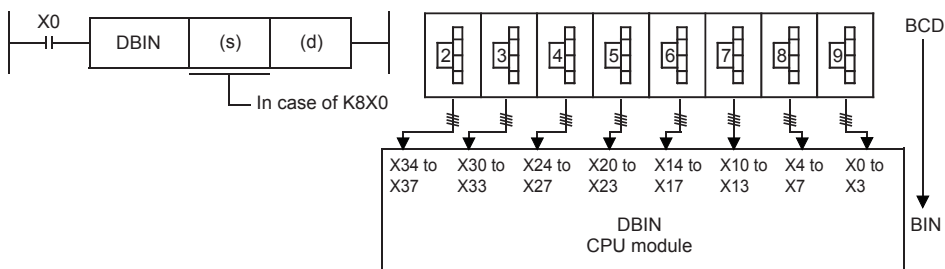 X0
DBIN (s) (d)
In case of K8X0
2 3 4 5 6 7 8 9
BCD
X34 to X30 to X24 to X20 to X14 to X10 to X4 to X0 to
X37 X33 X27 X23 X17 X13 X7 X3
DBIN
CPU module
BIN